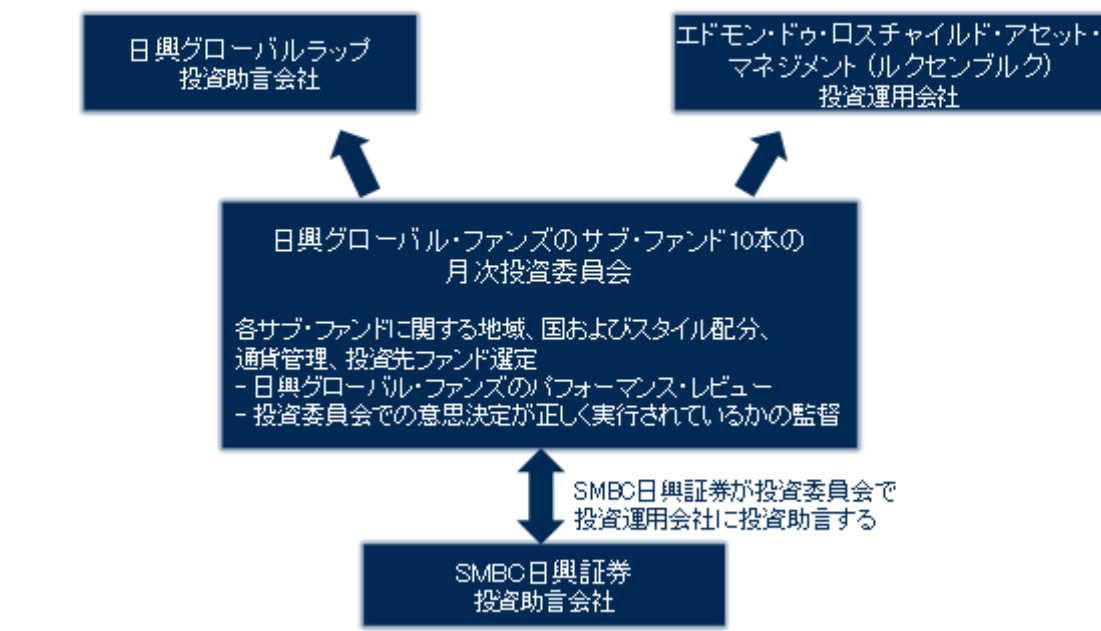 日興グローバルラップ
投資助言会社
エドモン・ドゥ・ロスチャイルド・アセット・
マネジメント（ルクセンブルク）
投資運用会社
日興グローバル・ファンズのサブ・ファンド10本の
月次投資委員会
各サブ・ファンドに関する地域、国およびスタイル配分、
通貨管理、投資先ファンド選定
- 日興グローバル・ファンズのパフォーマンス・レビュー
- 投資委員会での意思決定が正しく実行されているかの監督
SMBC日興証券が投資委員会で
投資運用会社に投資助言する
SMBC日興証券
投資助言会社